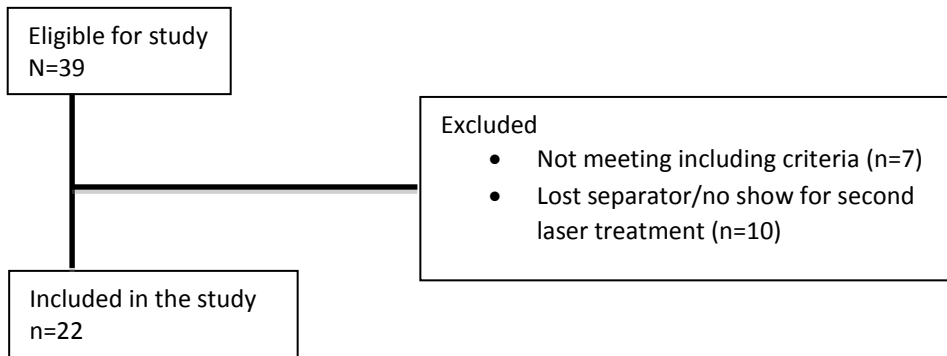 Eligible for study
N=39
Excluded
• Not meeting including criteria (n=7)
• Lost separator/no show for second
laser treatment (n=10)
Included in the study
n=22